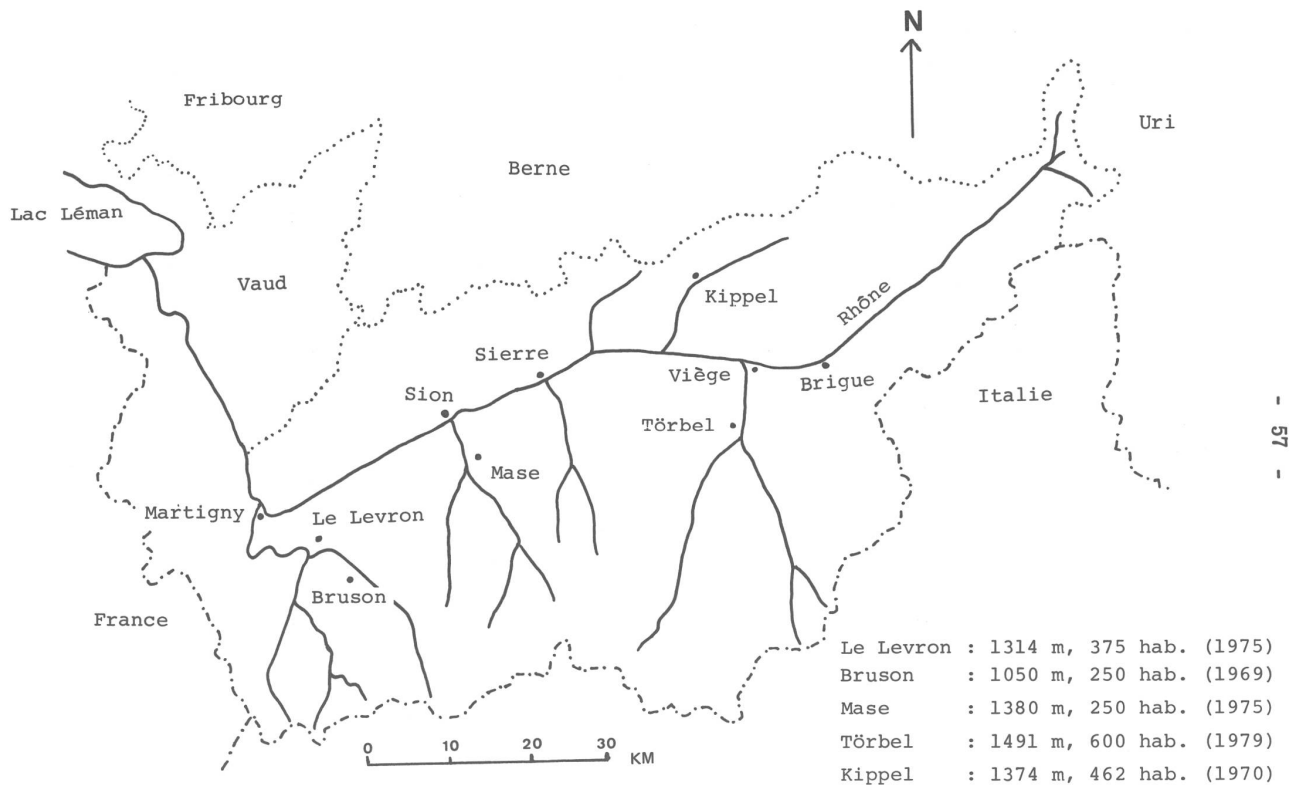 N
Fribourg
Uri
Berne
Lac Léman
Vaud
Kippel
Rhône
Sierre
Viège
Brigue
Italie
Sion
Törbel
Mase
- 57 -
Martigny
Le Levron
Bruson
France
Le Levron : 1314 m, 375 hab. (1975)
Bruson : 1050 m, 250 hab. (1969)
Mase : 1380 m, 250 hab. (1975)
Törbel : 1491 m, 600 hab. (1979)
Kippel : 1374 m, 462 hab. (1970)
0 10 20 30
KM